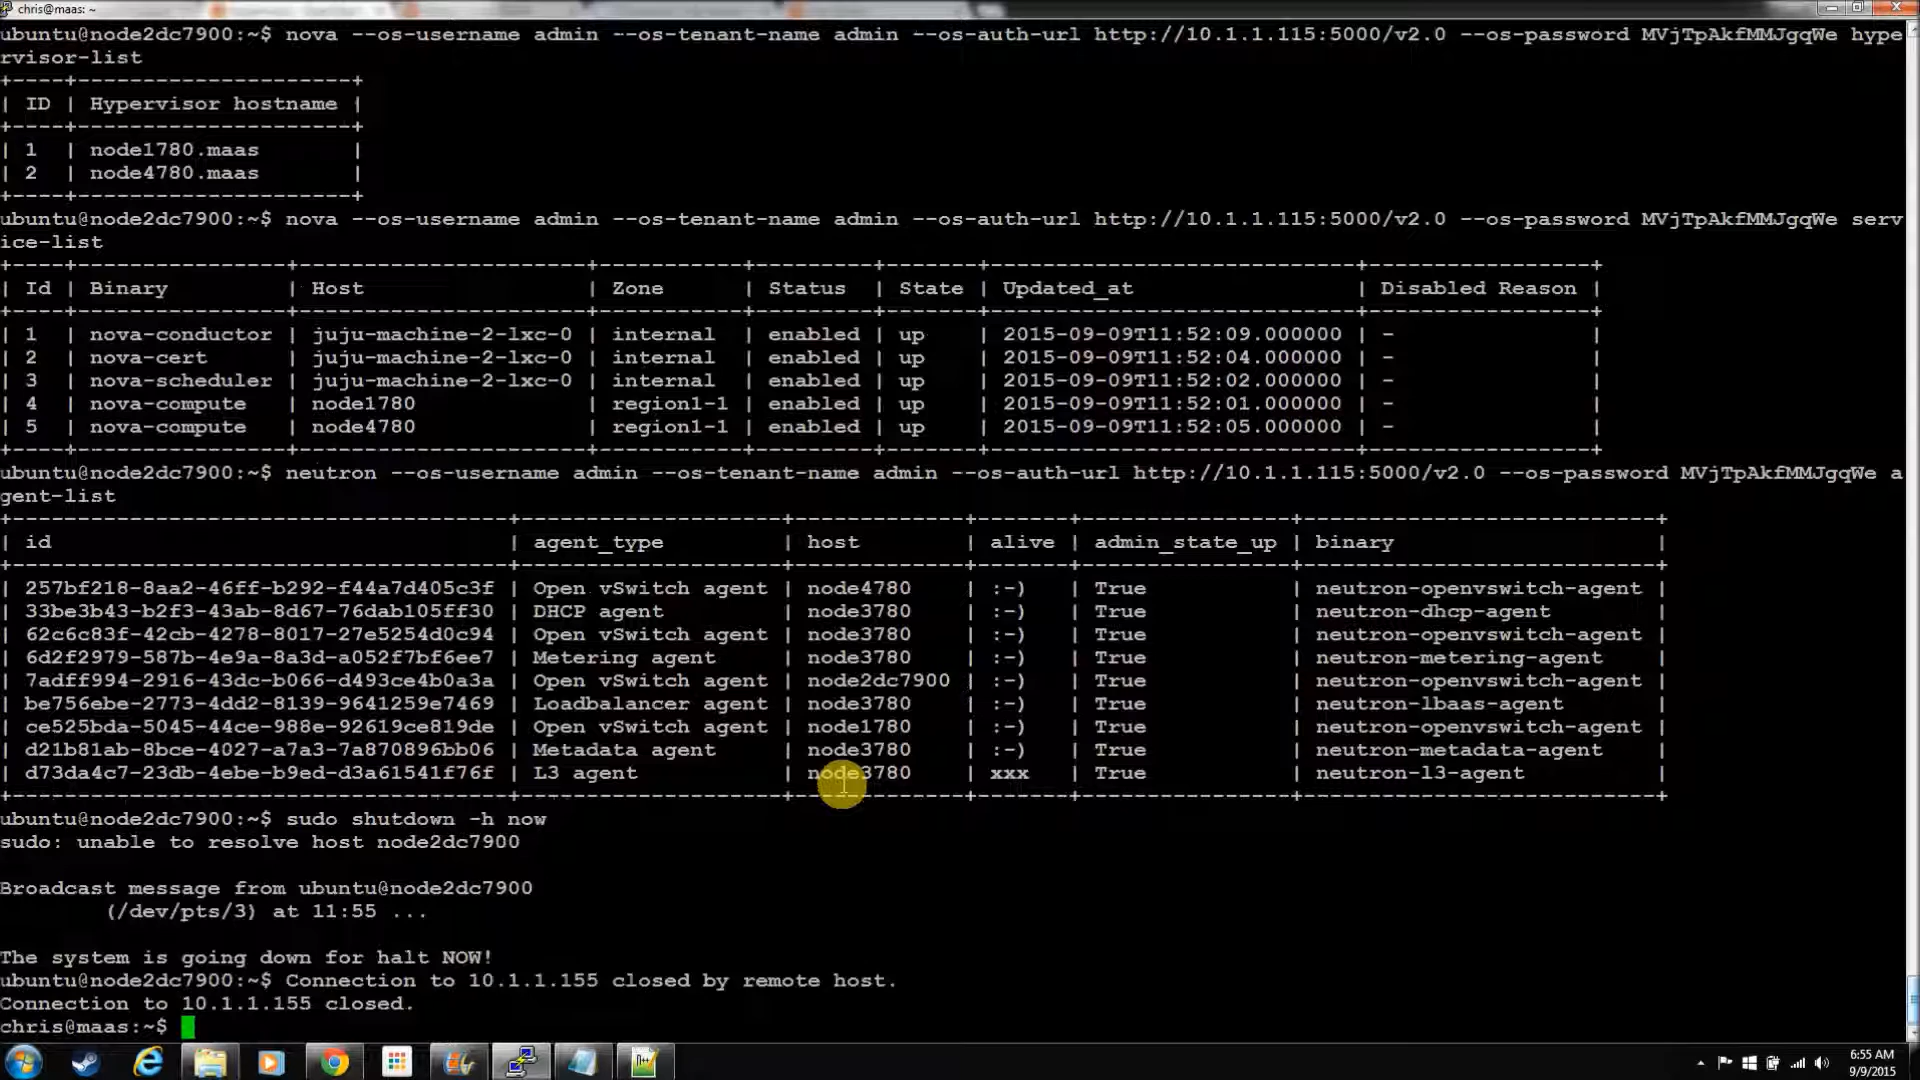 chris@maas: ~
ubuntu@node2dc7900:~$ nova --os-username admin --os-tenant-name admin --os-auth-url http://10.1.1.115:5000/v2.0 --os-password MVjTpAkfMMJgqWe hype
rvisor-list
+----+---------------------+
| ID | Hypervisor hostname |
+----+---------------------+
| 1  | node1780.maas       |
| 2  | node4780.maas       |
+----+---------------------+
ubuntu@node2dc7900:~$ nova --os-username admin --os-tenant-name admin --os-auth-url http://10.1.1.115:5000/v2.0 --os-password MVjTpAkfMMJgqWe serv
ice-list
+----+----------------+----------------------+-----------+---------+-------+----------------------------+-----------------+
| Id | Binary         | Host                 | Zone      | Status  | State | Updated_at                 | Disabled Reason |
+----+----------------+----------------------+-----------+---------+-------+----------------------------+-----------------+
| 1  | nova-conductor | juju-machine-2-lxc-0 | internal  | enabled | up    | 2015-09-09T11:52:09.000000 | -               |
| 2  | nova-cert      | juju-machine-2-lxc-0 | internal  | enabled | up    | 2015-09-09T11:52:04.000000 | -               |
| 3  | nova-scheduler | juju-machine-2-lxc-0 | internal  | enabled | up    | 2015-09-09T11:52:02.000000 | -               |
| 4  | nova-compute   | node1780             | region1-1 | enabled | up    | 2015-09-09T11:52:01.000000 | -               |
| 5  | nova-compute   | node4780             | region1-1 | enabled | up    | 2015-09-09T11:52:05.000000 | -               |
+----+----------------+----------------------+-----------+---------+-------+----------------------------+-----------------+
ubuntu@node2dc7900:~$ neutron --os-username admin --os-tenant-name admin --os-auth-url http://10.1.1.115:5000/v2.0 --os-password MVjTpAkfMMJgqWe a
gent-list
+--------------------------------------+--------------------+-------------+-------+----------------+---------------------------+
| id                                   | agent_type         | host        | alive | admin_state_up | binary                    |
+--------------------------------------+--------------------+-------------+-------+----------------+---------------------------+
| 257bf218-8aa2-46ff-b292-f44a7d405c3f | Open vSwitch agent | node4780    | :-)   | True           | neutron-openvswitch-agent |
| 33be3b43-b2f3-43ab-8d67-76dab105ff30 | DHCP agent         | node3780    | :-)   | True           | neutron-dhcp-agent        |
| 62c6c83f-42cb-4278-8017-27e5254d0c94 | Open vSwitch agent | node3780    | :-)   | True           | neutron-openvswitch-agent |
| 6d2f2979-587b-4e9a-8a3d-a052f7bf6ee7 | Metering agent     | node3780    | :-)   | True           | neutron-metering-agent    |
| 7adff994-2916-43dc-b066-d493ce4b0a3a | Open vSwitch agent | node2dc7900 | :-)   | True           | neutron-openvswitch-agent |
| be756ebe-2773-4dd2-8139-9641259e7469 | Loadbalancer agent | node3780    | :-)   | True           | neutron-lbaas-agent       |
| ce525bda-5045-44ce-988e-92619ce819de | Open vSwitch agent | node1780    | :-)   | True           | neutron-openvswitch-agent |
| d21b81ab-8bce-4027-a7a3-7a870896bb06 | Metadata agent     | node3780    | :-)   | True           | neutron-metadata-agent    |
| d73da4c7-23db-4ebe-b9ed-d3a61541f76f | L3 agent           | node3780    | xxx   | True           | neutron-l3-agent          |
+--------------------------------------+--------------------+-------------+-------+----------------+---------------------------+
ubuntu@node2dc7900:~$ sudo shutdown -h now
sudo: unable to resolve host node2dc7900
Broadcast message from ubuntu@node2dc7900
(/dev/pts/3) at 11:55 ...
The system is going down for halt NOW!
ubuntu@node2dc7900:~$ Connection to 10.1.1.155 closed by remote host.
Connection to 10.1.1.155 closed.
chris@maas:~$
6:55 AM
9/9/2015